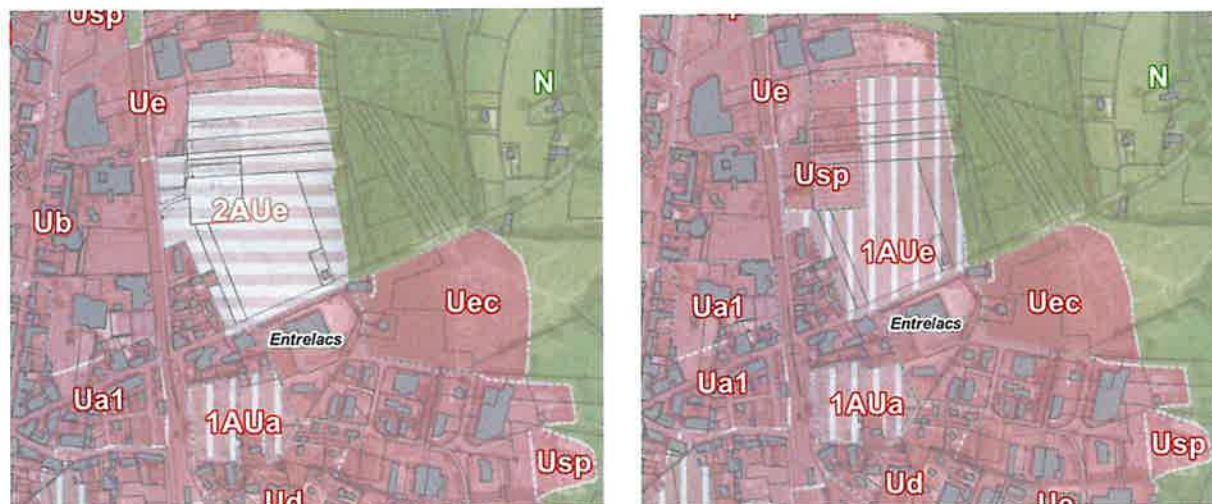 Usp
N
Ue
2AUe
Ub
Uec
Entrelacs
Ua1
1AUa
Usp
Ud
N
Ue
Usp
1AUe
Ua1
Uec
Entrelacs
Ua1
1AUa
Usp
Ud